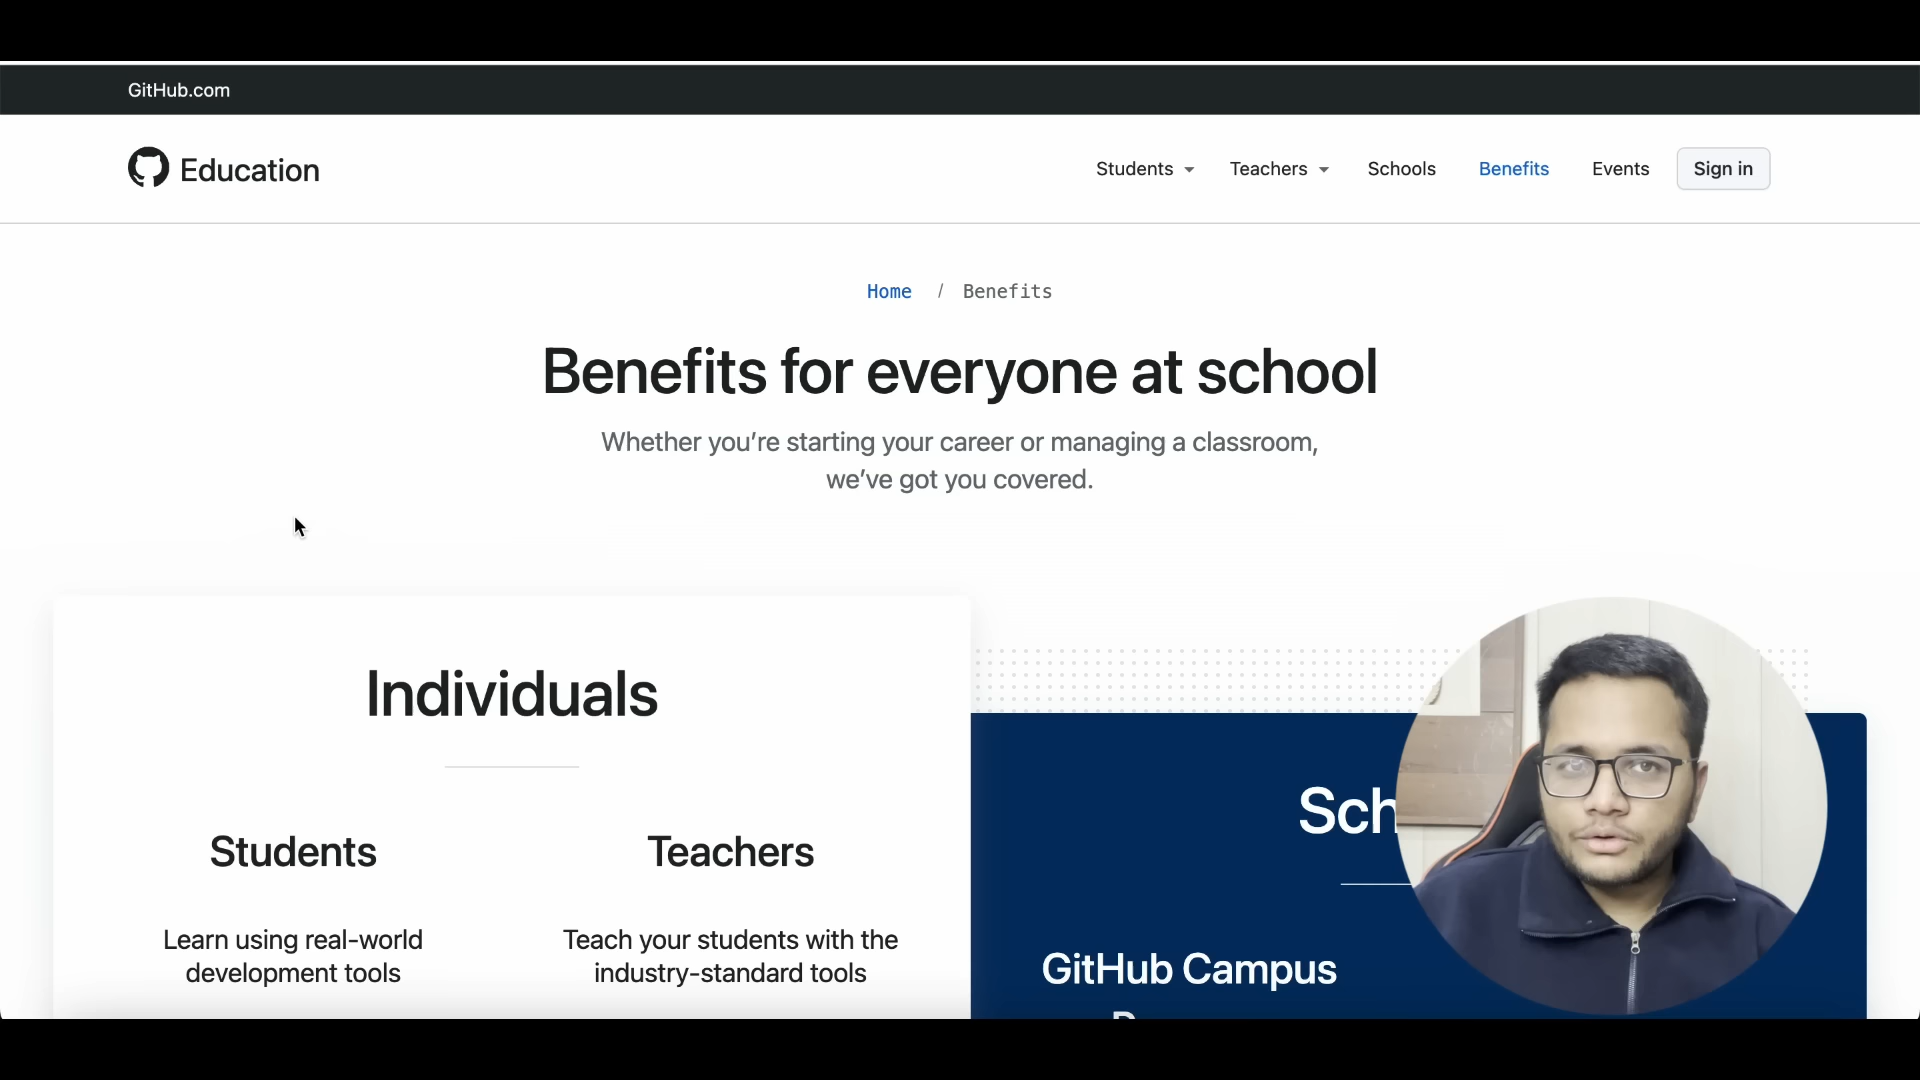 GitHub.com
Education
Students
Teachers
Schools
Benefits
Events
Sign in
Home / Benefits
Benefits for everyone at school
Whether you’re starting your career or managing a classroom,
we’ve got you covered.
Individuals
Students
Learn using real-world
development tools
Teachers
Teach your students with the
industry-standard tools
Sch
GitHub Campus